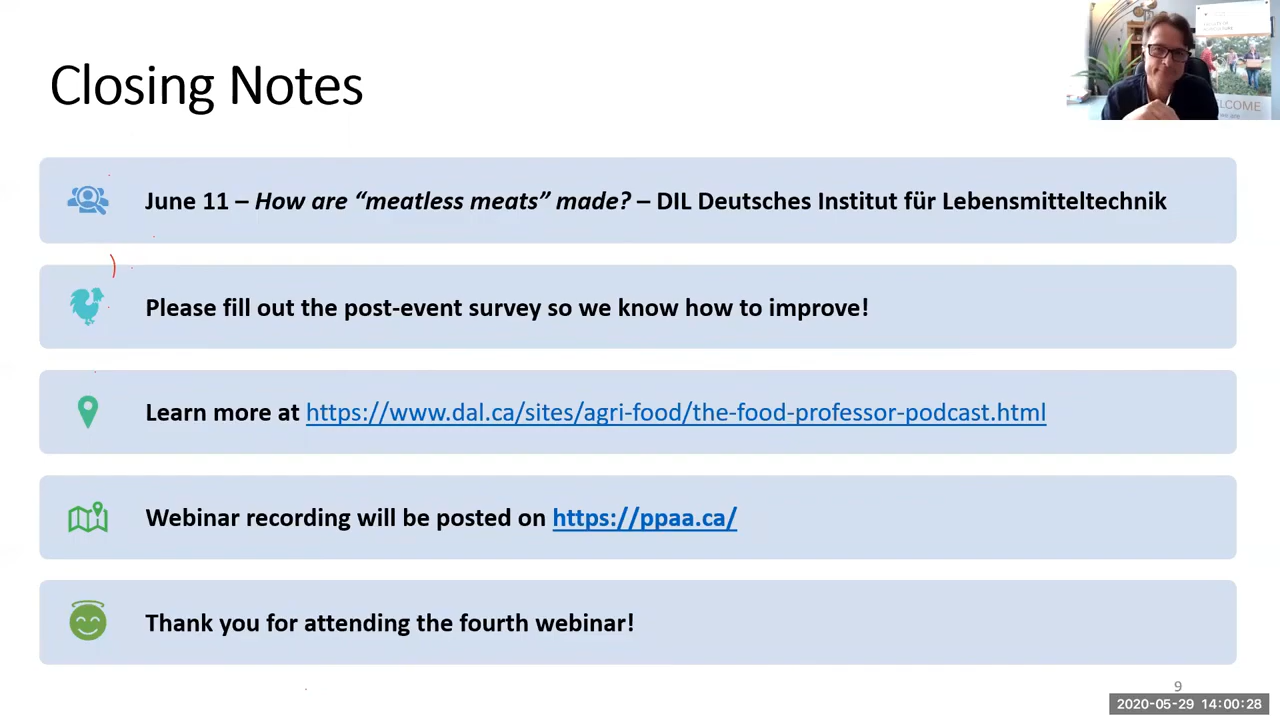 Closing Notes
ELCOME
June 11 – How are “meatless meats” made? – DIL Deutsches Institut für Lebensmitteltechnik
Please fill out the post-event survey so we know how to improve!
Learn more at https://www.dal.ca/sites/agri-food/the-food-professor-podcast.html
Webinar recording will be posted on https://ppaa.ca/
Thank you for attending the fourth webinar!
9
2020-05-29 14:00:28